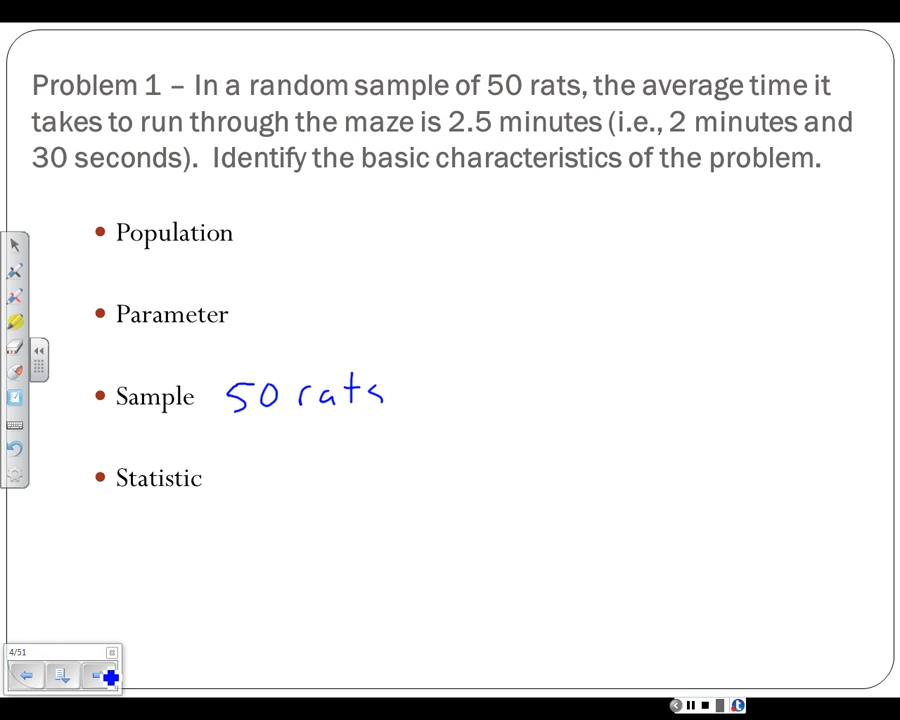 Problem 1 – In a random sample of 50 rats, the average time it
takes to run through the maze is 2.5 minutes (i.e., 2 minutes and
30 seconds). Identify the basic characteristics of the problem.
• Population
• Parameter
• Sample 50 rats
• Statistic
4/51